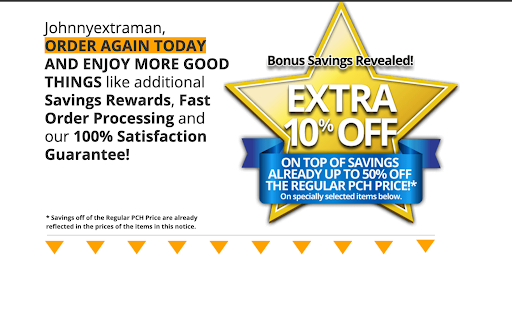 Johnnyextraman,
ORDER AGAIN TODAY
AND ENJOY MORE GOOD
THINGS like additional
Savings Rewards, Fast
Order Processing and
our 100% Satisfaction
Guarantee!
* Savings off of the Regular PCH Price are already
reflected in the prices of the items in this notice.
Bonus Savings Revealed!
EXTRA
10% OFF
ON TOP OF SAVINGS
ALREADY UP TO 50% OFF
THE REGULAR PCH PRICE!*
On specially selected items below.